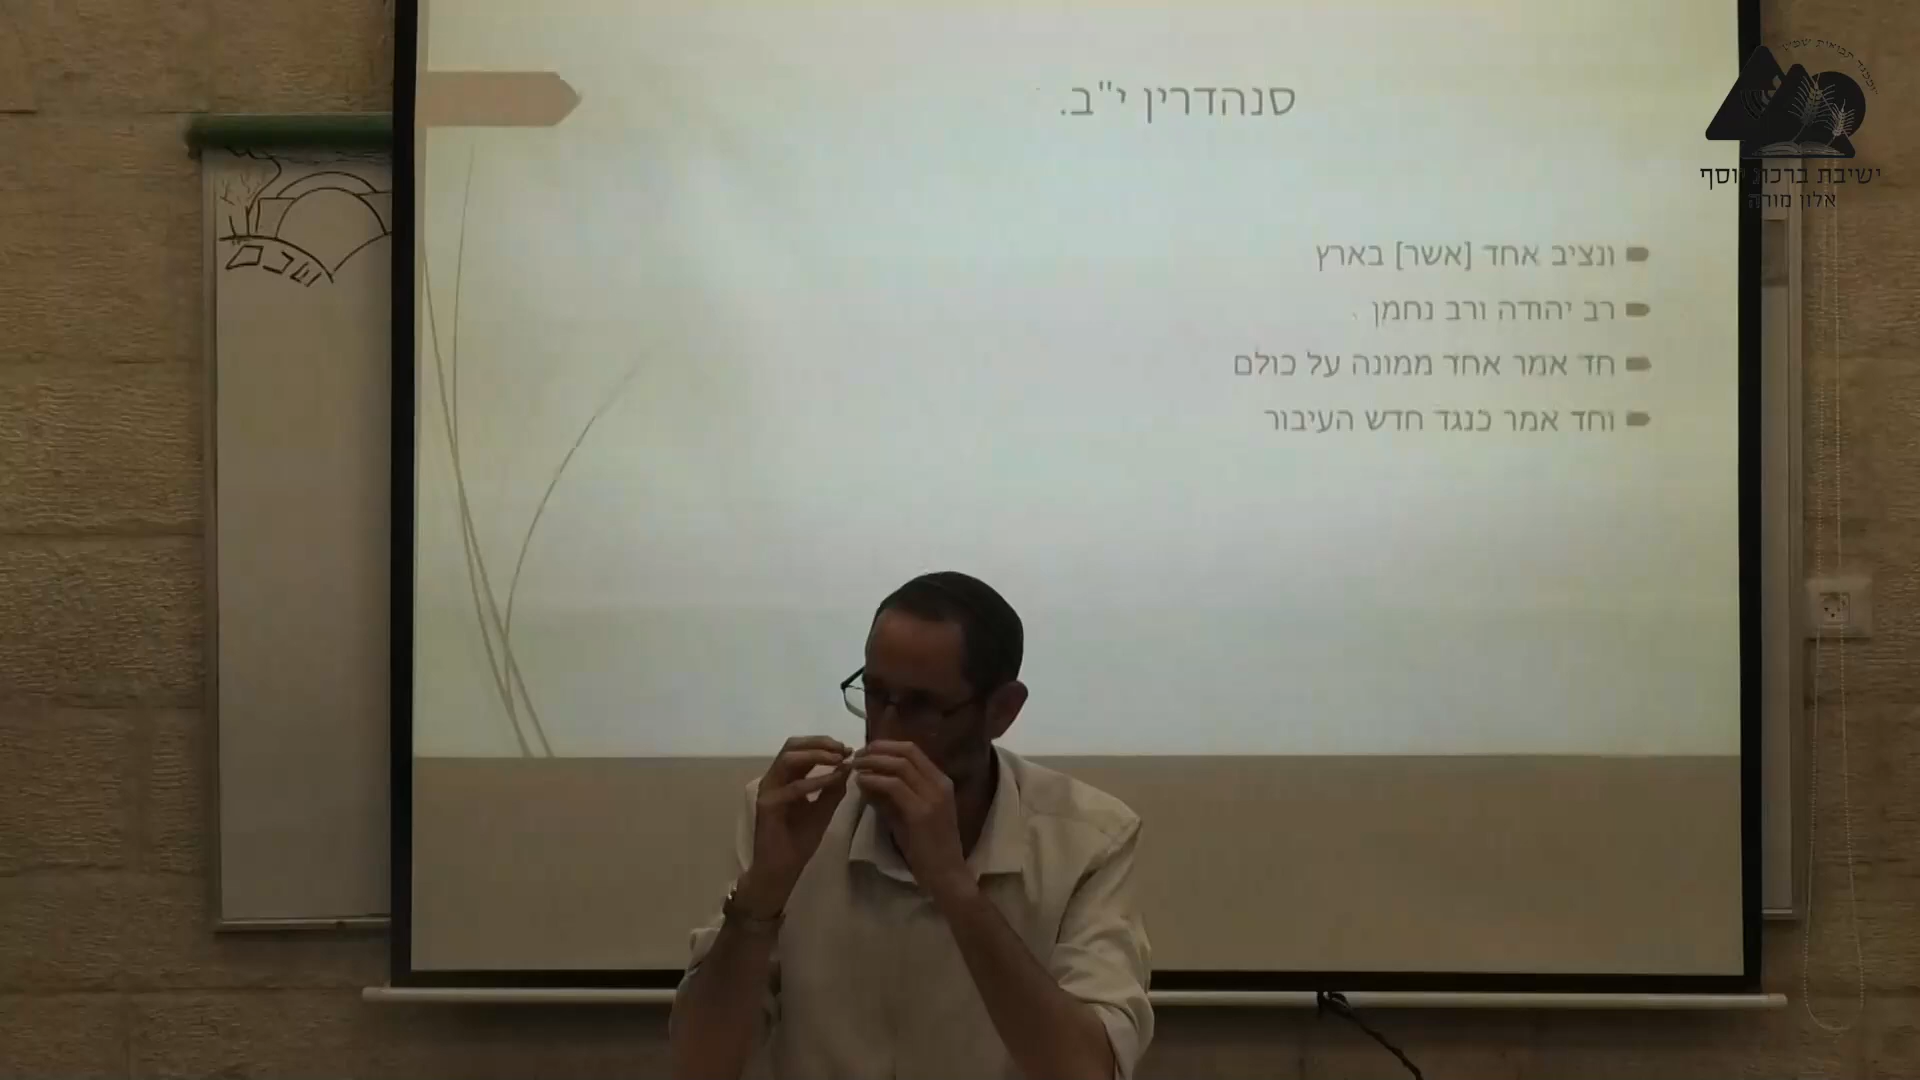 סנהדרין י"ב.
ונציב אחד [אשר] בארץ
רב יהודה ורב נחמן
חד אמר אחד ממונה על כולם
וחד אמר כנגד חדש העיבור
שכם
ישיבת ברכת יוסף
אלון מורה